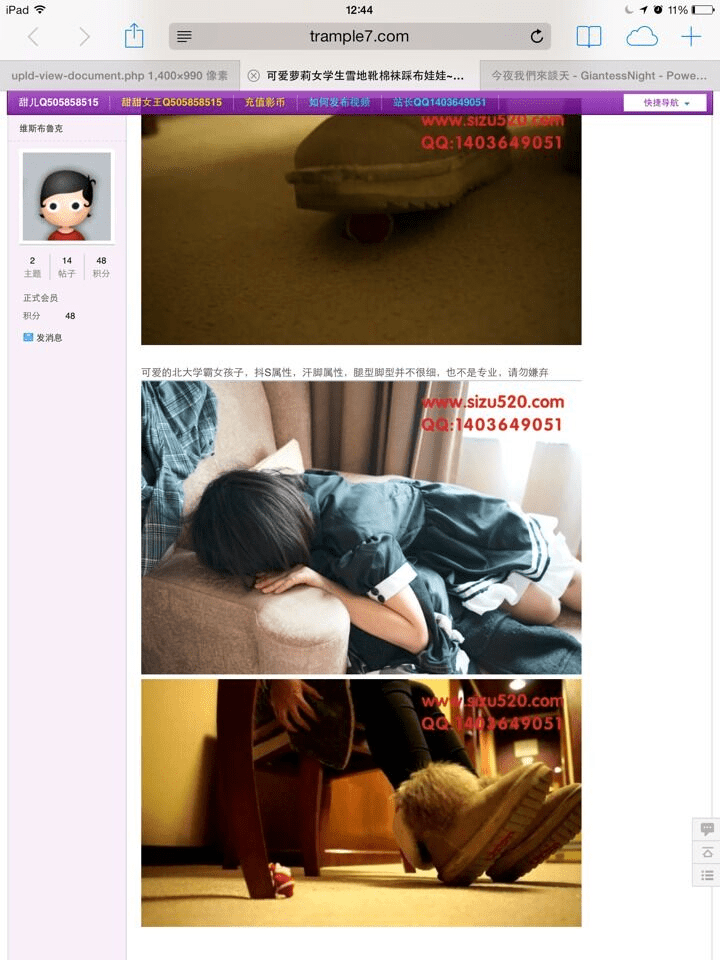 iPad 12:44 11%
trample7.com
upld-view-document.php 1,400×990 像素
可爱萝莉女学生雪地靴棉袜踩布娃娃~...
今夜我們來談天 - GiantessNight - Powe...
甜儿Q505858515
甜甜女王Q505858515
充值影币
如何发布视频
站长QQ1403649051
快捷导航
维斯布鲁克
2 14 48
主题 帖子 积分
正式会员
积分 48
发消息
www.sizu520.com
QQ:1403649051
可爱的北大学霸女孩子，抖S属性，汗脚属性，腿型脚型并不很细，也不是专业，请勿嫌弃
www.sizu520.com
QQ:1403649051
www.sizu520.com
QQ:1403649051